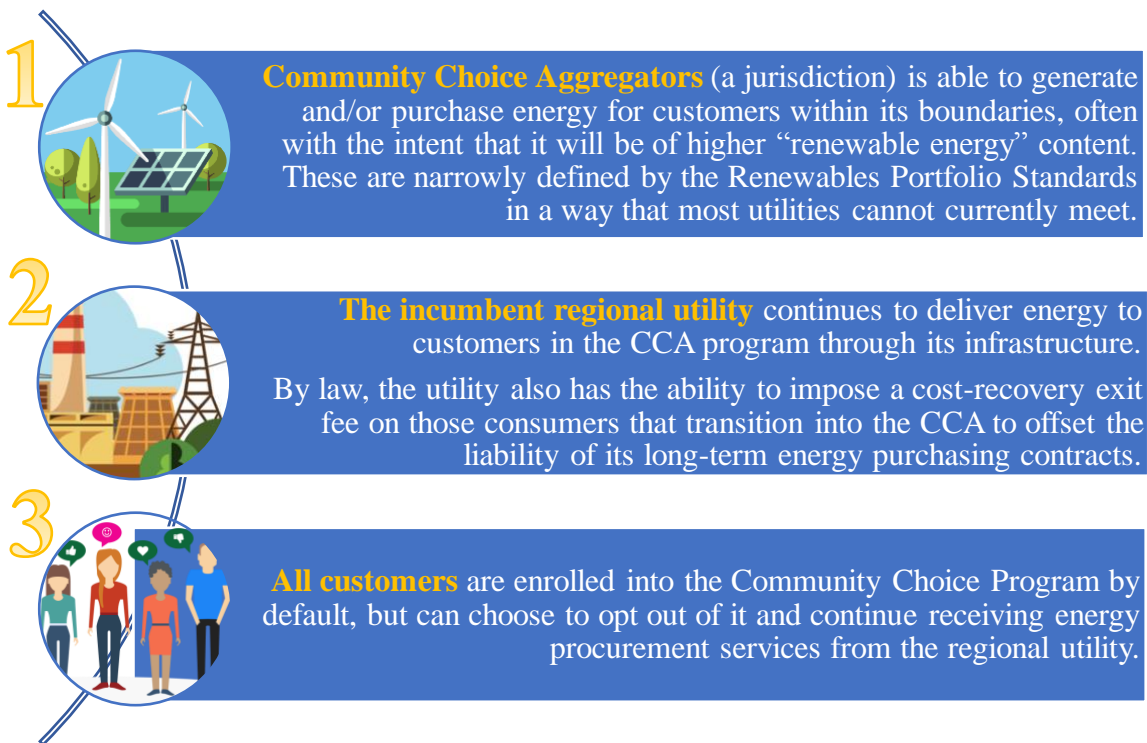 1
Community Choice Aggregators (a jurisdiction) is able to generate
and/or purchase energy for customers within its boundaries, often
with the intent that it will be of higher “renewable energy” content.
These are narrowly defined by the Renewables Portfolio Standards
in a way that most utilities cannot currently meet.
2
The incumbent regional utility continues to deliver energy to
customers in the CCA program through its infrastructure.
By law, the utility also has the ability to impose a cost-recovery exit
fee on those consumers that transition into the CCA to offset the
liability of its long-term energy purchasing contracts.
3
All customers are enrolled into the Community Choice Program by
default, but can choose to opt out of it and continue receiving energy
procurement services from the regional utility.